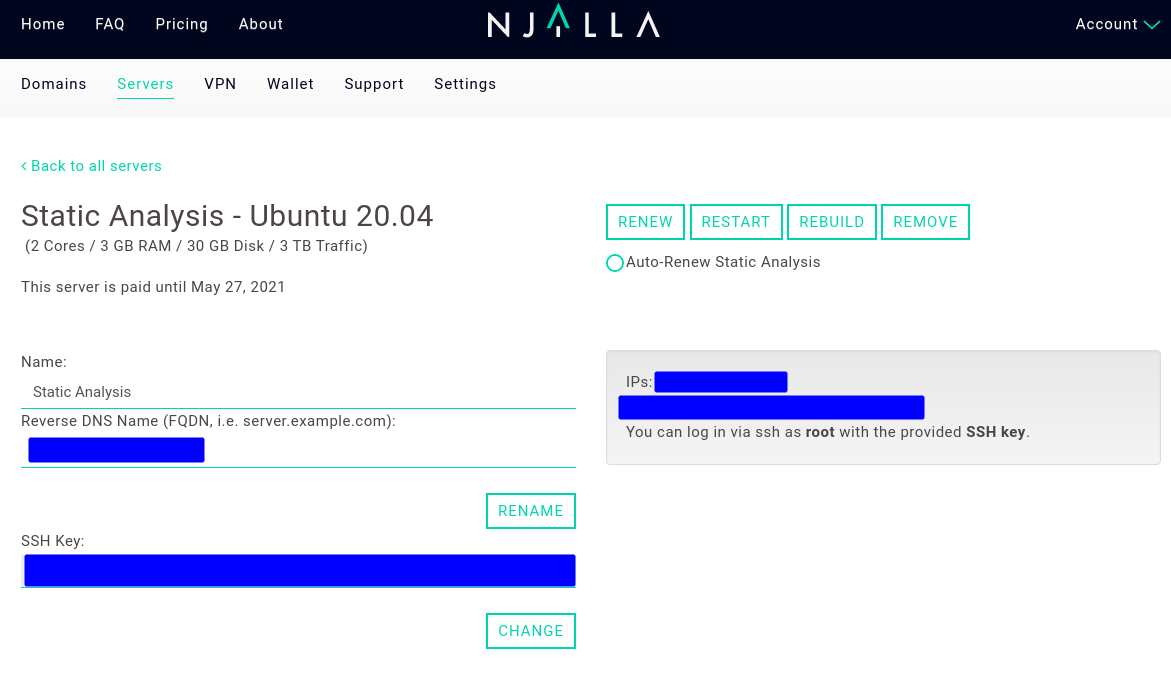 Home FAQ Pricing About NJALLA Account
Domains Servers VPN Wallet Support Settings
Back to all servers
Static Analysis - Ubuntu 20.04
(2 Cores / 3 GB RAM / 30 GB Disk / 3 TB Traffic)
This server is paid until May 27, 2021
RENEW RESTART REBUILD REMOVE
Auto-Renew Static Analysis
Name:
Static Analysis
Reverse DNS Name (FQDN, i.e. server.example.com):
RENAME
SSH Key:
CHANGE
IPs:
You can log in via ssh as root with the provided SSH key.